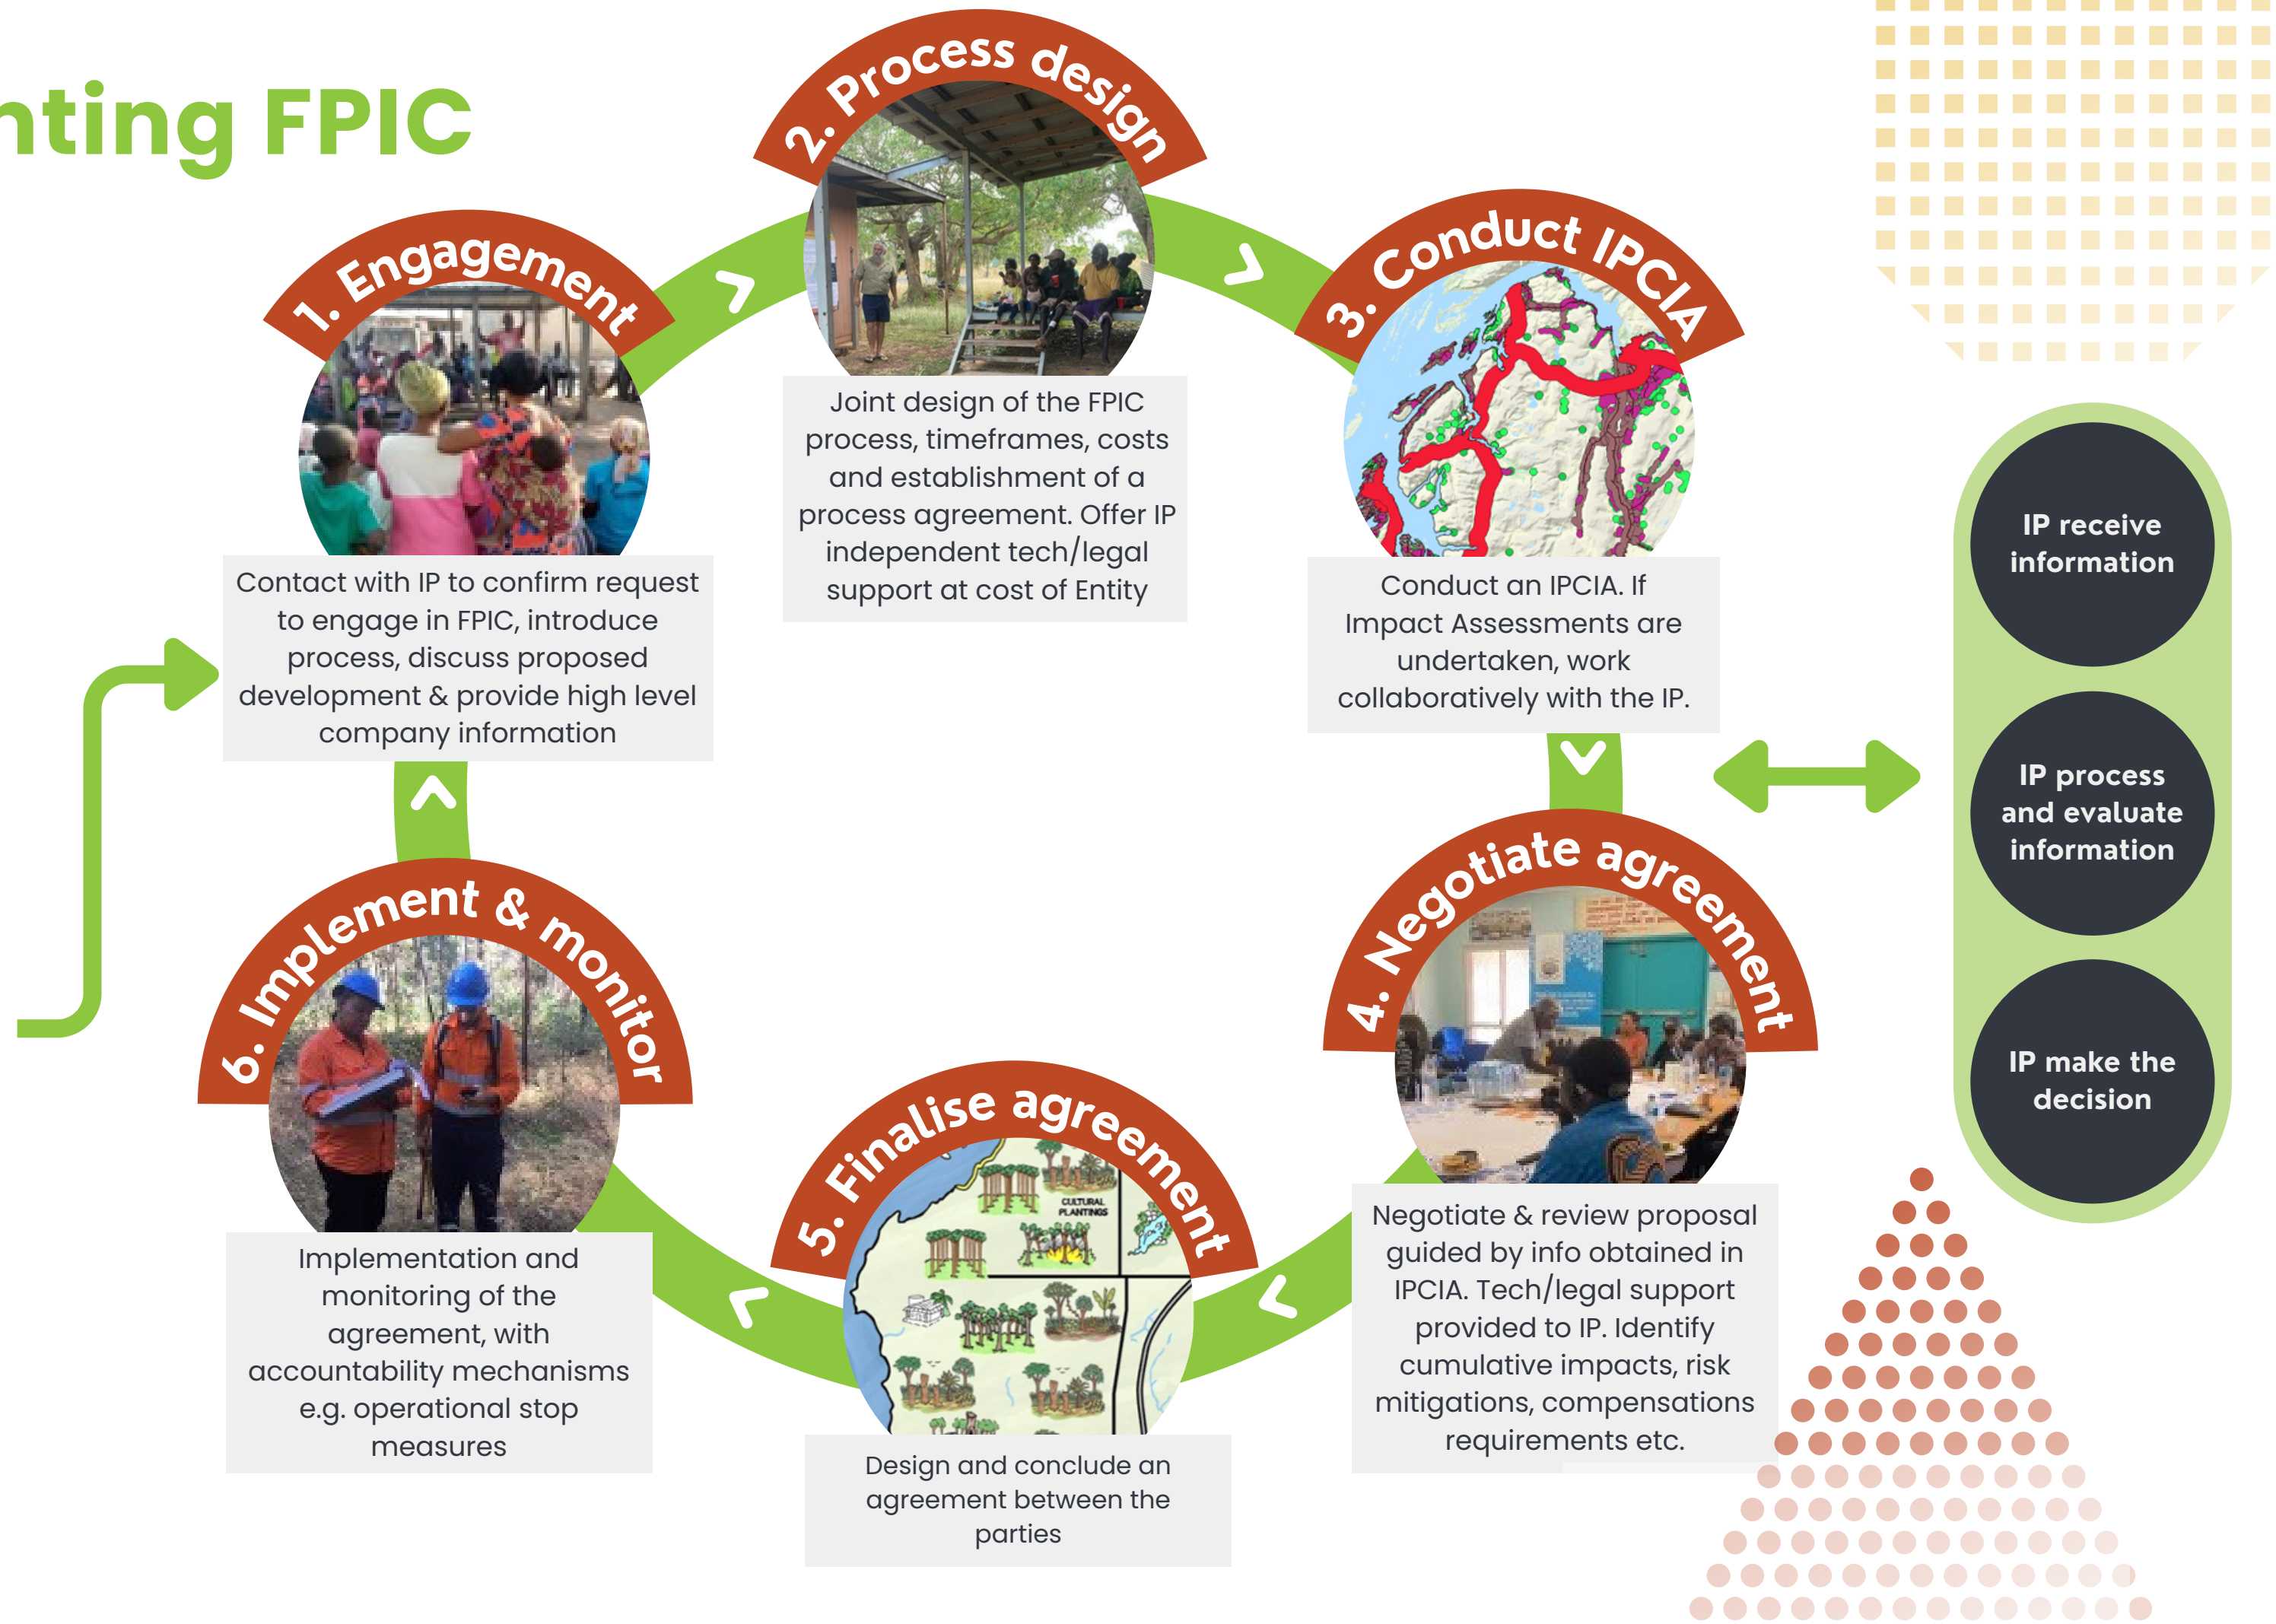 nting FPIC
1. Engagement
Contact with IP to confirm request
to engage in FPIC, introduce
process, discuss proposed
development & provide high level
company information
2. Process design
Joint design of the FPIC
process, timeframes, costs
and establishment of a
process agreement. Offer IP
independent tech/legal
support at cost of Entity
3. Conduct IPCIA
Conduct an IPCIA. If
Impact Assessments are
undertaken, work
collaboratively with the IP.
4. Negotiate agreement
Negotiate & review proposal
guided by info obtained in
IPCIA. Tech/legal support
provided to IP. Identify
cumulative impacts, risk
mitigations, compensations
requirements etc.
5. Finalise agreement
CULTURAL
PLANTINGS
Design and conclude an
agreement between the
parties
6. Implement & monitor
Implementation and
monitoring of the
agreement, with
accountability mechanisms
e.g. operational stop
measures
IP receive
information
IP process
and evaluate
information
IP make the
decision